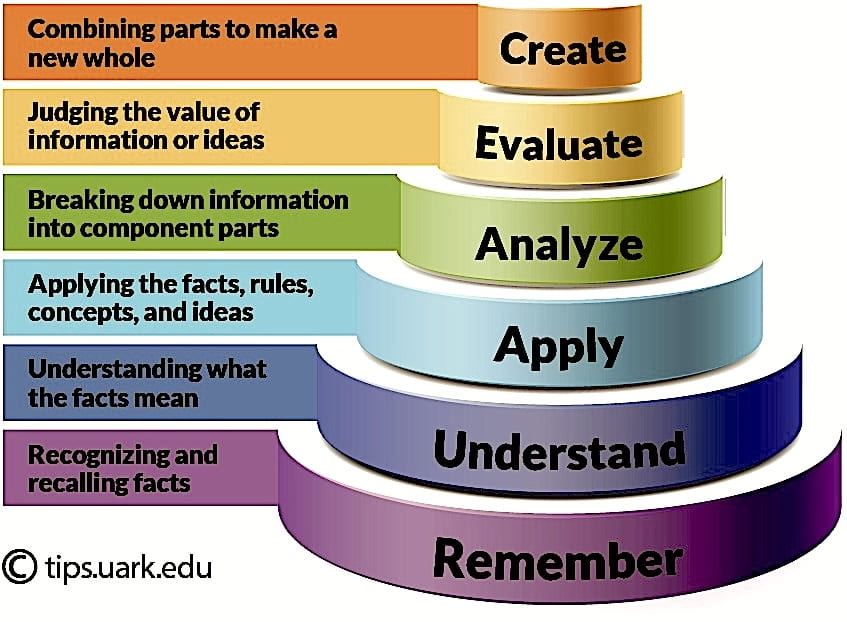 Combining parts to make a
new whole
Create
Judging the value of
information or ideas
Evaluate
Breaking down information
into component parts
Analyze
Applying the facts, rules,
concepts, and ideas
Apply
Understanding what
the facts mean
Understand
Recognizing and
recalling facts
Remember
© tips.uark.edu